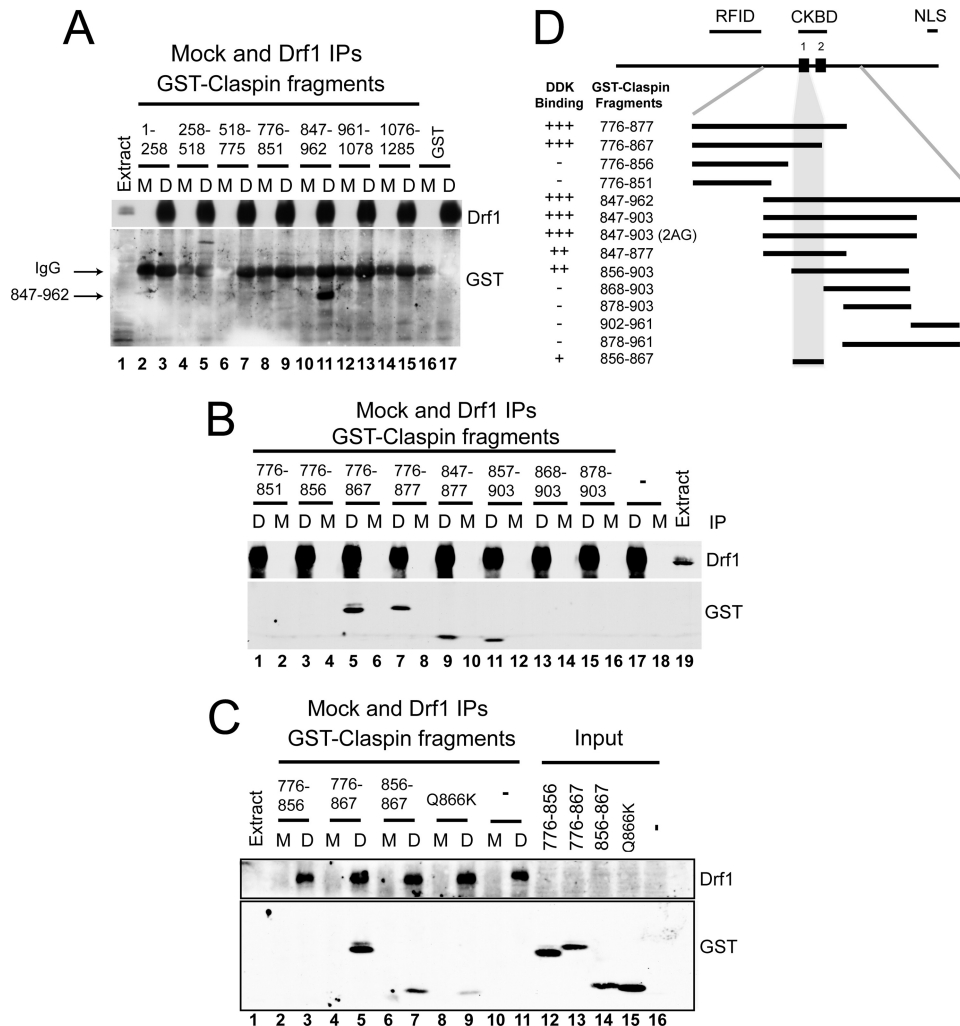 A
Mock and Drf1 IPs
GST-Claspin fragments
Extract
1-258
258-518
518-775
776-851
847-962
961-1078
1076-1285
GST
M D M D M D M D M D M D M D M D
Drf1
IgG
GST
847-962
1 2 3 4 5 6 7 8 9 10 11 12 13 14 15 16 17
B
Mock and Drf1 IPs
GST-Claspin fragments
776-851
776-856
776-867
776-877
847-877
857-903
868-903
878-903
-
Extract
D M D M D M D M D M D M D M D M D M
IP
Drf1
GST
1 2 3 4 5 6 7 8 9 10 11 12 13 14 15 16 17 18 19
C
Mock and Drf1 IPs
GST-Claspin fragments
Input
Extract
776-856
776-867
856-867
Q866K
-
776-856
776-867
856-867
Q866K
-
M D M D M D M D M D
Drf1
GST
1 2 3 4 5 6 7 8 9 10 11 12 13 14 15 16
D
RFID
CKBD
NLS
1 2
DDK Binding
GST-Claspin Fragments
+++ 776-877
+++ 776-867
- 776-856
- 776-851
+++ 847-962
+++ 847-903
+++ 847-903 (2AG)
++ 847-877
++ 856-903
- 868-903
- 878-903
- 902-961
- 878-961
+ 856-867